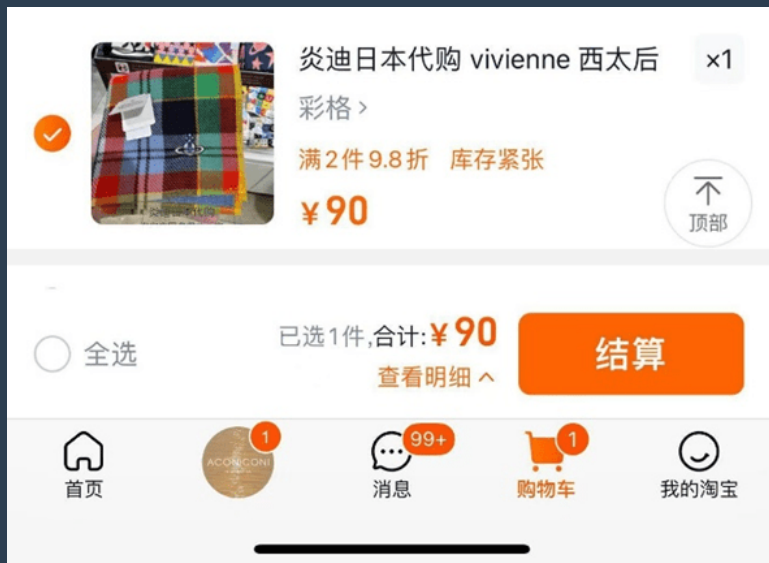 炎迪日本代购 vivienne 西太后
×1
彩格 >
满2件9.8折 库存紧张
¥90
顶部
全选
已选1件,合计:¥90
查看明细
结算
1
99+
1
ACONICONI
首页
消息
购物车
我的淘宝